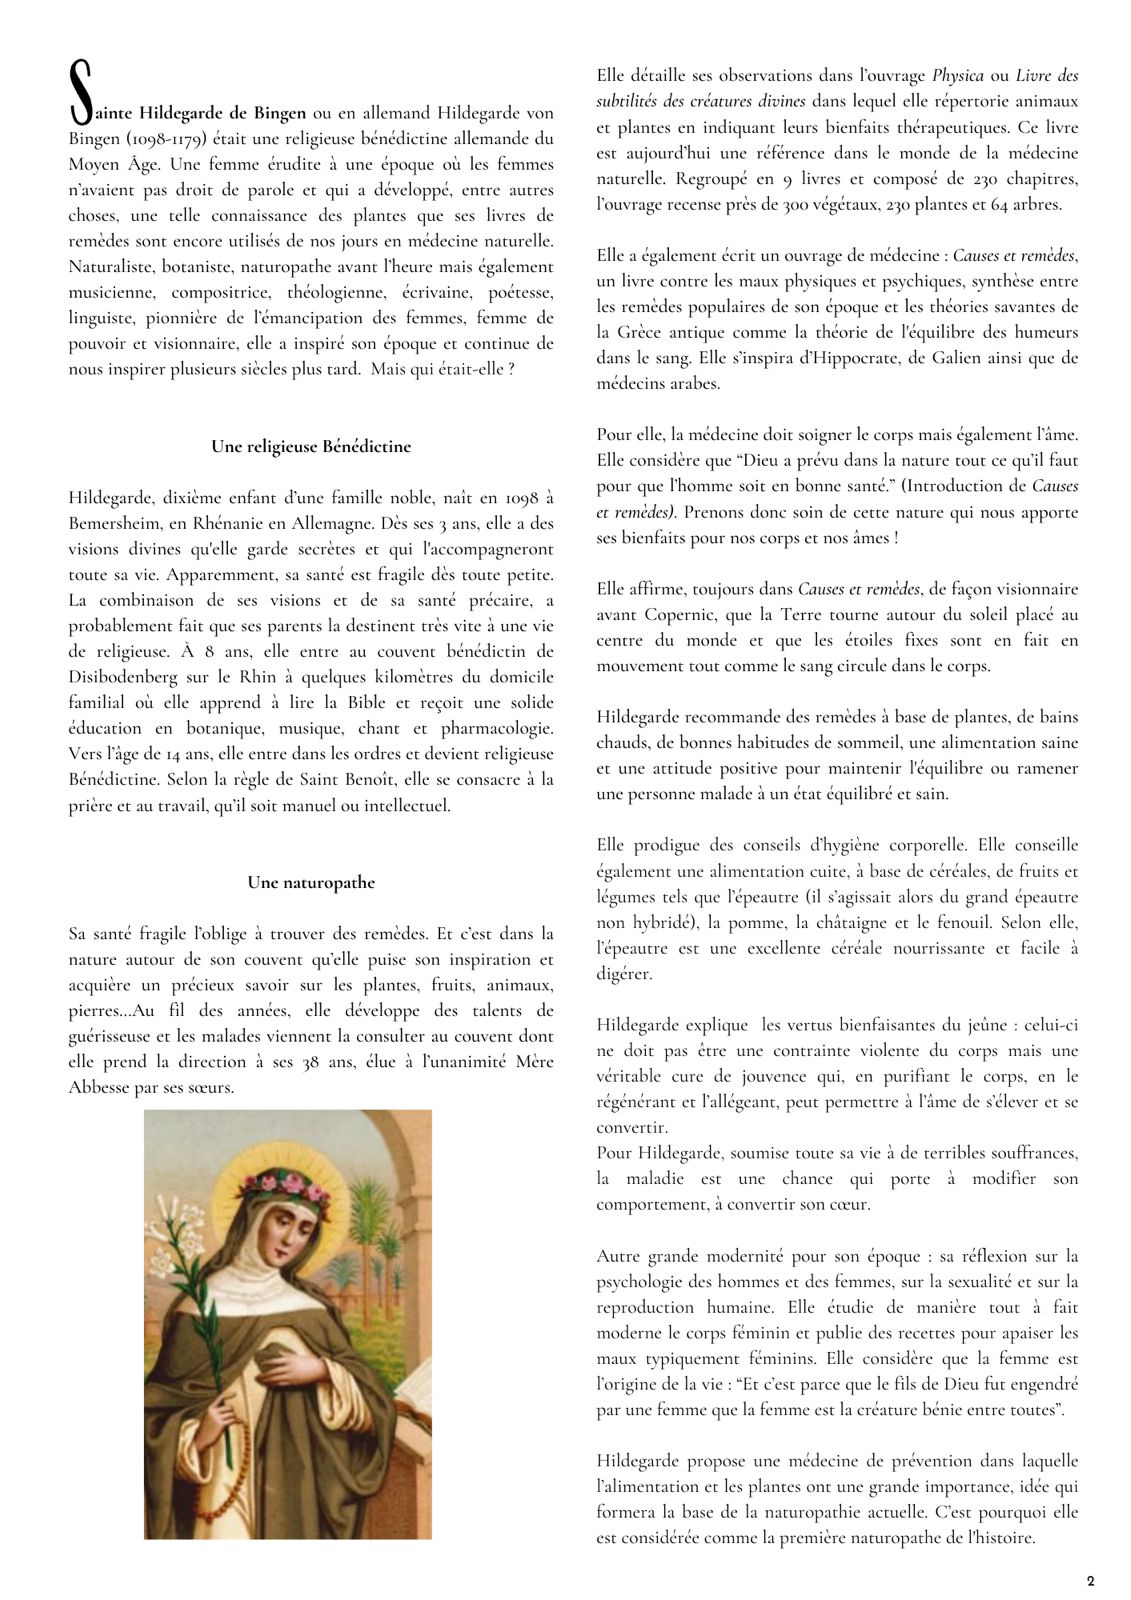 Sainte Hildegarde de Bingen ou en allemand Hildegarde von
Bingen (1098-1179) était une religieuse bénédictine allemande du
Moyen Âge. Une femme érudite à une époque où les femmes
n’avaient pas droit de parole et qui a développé, entre autres
choses, une telle connaissance des plantes que ses livres de
remèdes sont encore utilisés de nos jours en médecine naturelle.
Naturaliste, botaniste, naturopathe avant l’heure mais également
musicienne, compositrice, théologienne, écrivaine, poétesse,
linguiste, pionnière de l’émancipation des femmes, femme de
pouvoir et visionnaire, elle a inspiré son époque et continue de
nous inspirer plusieurs siècles plus tard.  Mais qui était-elle ?
Une religieuse Bénédictine
Hildegarde, dixième enfant d’une famille noble, naît en 1098 à
Bemersheim, en Rhénanie en Allemagne. Dès ses 3 ans, elle a des
visions divines qu'elle garde secrètes et qui l'accompagneront
toute sa vie. Apparemment, sa santé est fragile dès toute petite.
La combinaison de ses visions et de sa santé précaire, a
probablement fait que ses parents la destinent très vite à une vie
de religieuse. À 8 ans, elle entre au couvent bénédictin de
Disibodenberg sur le Rhin à quelques kilomètres du domicile
familial où elle apprend à lire la Bible et reçoit une solide
éducation en botanique, musique, chant et pharmacologie.
Vers l’âge de 14 ans, elle entre dans les ordres et devient religieuse
Bénédictine. Selon la règle de Saint Benoît, elle se consacre à la
prière et au travail, qu’il soit manuel ou intellectuel.
Une naturopathe
Sa santé fragile l’oblige à trouver des remèdes. Et c’est dans la
nature autour de son couvent qu’elle puise son inspiration et
acquière un précieux savoir sur les plantes, fruits, animaux,
pierres...Au fil des années, elle développe des talents de
guérisseuse et les malades viennent la consulter au couvent dont
elle prend la direction à ses 38 ans, élue à l’unanimité Mère
Abbesse par ses sœurs.
Elle détaille ses observations dans l’ouvrage Physica ou Livre des
subtilités des créatures divines dans lequel elle répertorie animaux
et plantes en indiquant leurs bienfaits thérapeutiques. Ce livre
est aujourd’hui une référence dans le monde de la médecine
naturelle. Regroupé en 9 livres et composé de 230 chapitres,
l’ouvrage recense près de 300 végétaux, 230 plantes et 64 arbres.
Elle a également écrit un ouvrage de médecine : Causes et remèdes,
un livre contre les maux physiques et psychiques, synthèse entre
les remèdes populaires de son époque et les théories savantes de
la Grèce antique comme la théorie de l'équilibre des humeurs
dans le sang. Elle s’inspira d’Hippocrate, de Galien ainsi que de
médecins arabes.
Pour elle, la médecine doit soigner le corps mais également l’âme.
Elle considère que “Dieu a prévu dans la nature tout ce qu’il faut
pour que l’homme soit en bonne santé.” (Introduction de Causes
et remèdes). Prenons donc soin de cette nature qui nous apporte
ses bienfaits pour nos corps et nos âmes !
Elle affirme, toujours dans Causes et remèdes, de façon visionnaire
avant Copernic, que la Terre tourne autour du soleil placé au
centre du monde et que les étoiles fixes sont en fait en
mouvement tout comme le sang circule dans le corps.
Hildegarde recommande des remèdes à base de plantes, de bains
chauds, de bonnes habitudes de sommeil, une alimentation saine
et une attitude positive pour maintenir l'équilibre ou ramener
une personne malade à un état équilibré et sain.
Elle prodigue des conseils d’hygiène corporelle. Elle conseille
également une alimentation cuite, à base de céréales, de fruits et
légumes tels que l’épeautre (il s’agissait alors du grand épeautre
non hybridé), la pomme, la châtaigne et le fenouil. Selon elle,
l’épeautre est une excellente céréale nourrissante et facile à
digérer.
Hildegarde explique  les vertus bienfaisantes du jeûne : celui-ci
ne doit pas être une contrainte violente du corps mais une
véritable cure de jouvence qui, en purifiant le corps, en le
régénérant et l’allégeant, peut permettre à l’âme de s’élever et se
convertir.
Pour Hildegarde, soumise toute sa vie à de terribles souffrances,
la maladie est une chance qui porte à modifier son
comportement, à convertir son cœur.
Autre grande modernité pour son époque : sa réflexion sur la
psychologie des hommes et des femmes, sur la sexualité et sur la
reproduction humaine. Elle étudie de manière tout à fait
moderne le corps féminin et publie des recettes pour apaiser les
maux typiquement féminins. Elle considère que la femme est
l’origine de la vie : “Et c’est parce que le fils de Dieu fut engendré
par une femme que la femme est la créature bénie entre toutes”.
Hildegarde propose une médecine de prévention dans laquelle
l’alimentation et les plantes ont une grande importance, idée qui
formera la base de la naturopathie actuelle. C’est pourquoi elle
est considérée comme la première naturopathe de l'histoire.
2